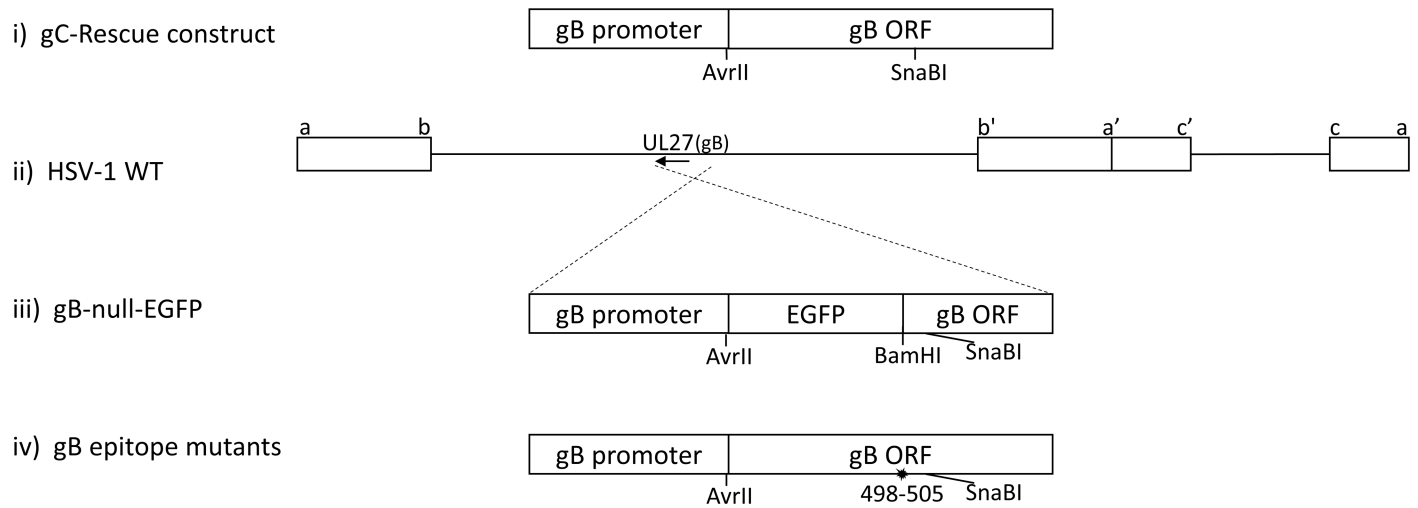 i) gC-Rescue construct
gB promoter gB ORF
AvrII SnaBI
a b b' a’ c’ c a
UL27(gB)
ii) HSV-1 WT
iii) gB-null-EGFP
gB promoter EGFP gB ORF
AvrII BamHI SnaBI
iv) gB epitope mutants
gB promoter gB ORF
AvrII 498-505 SnaBI